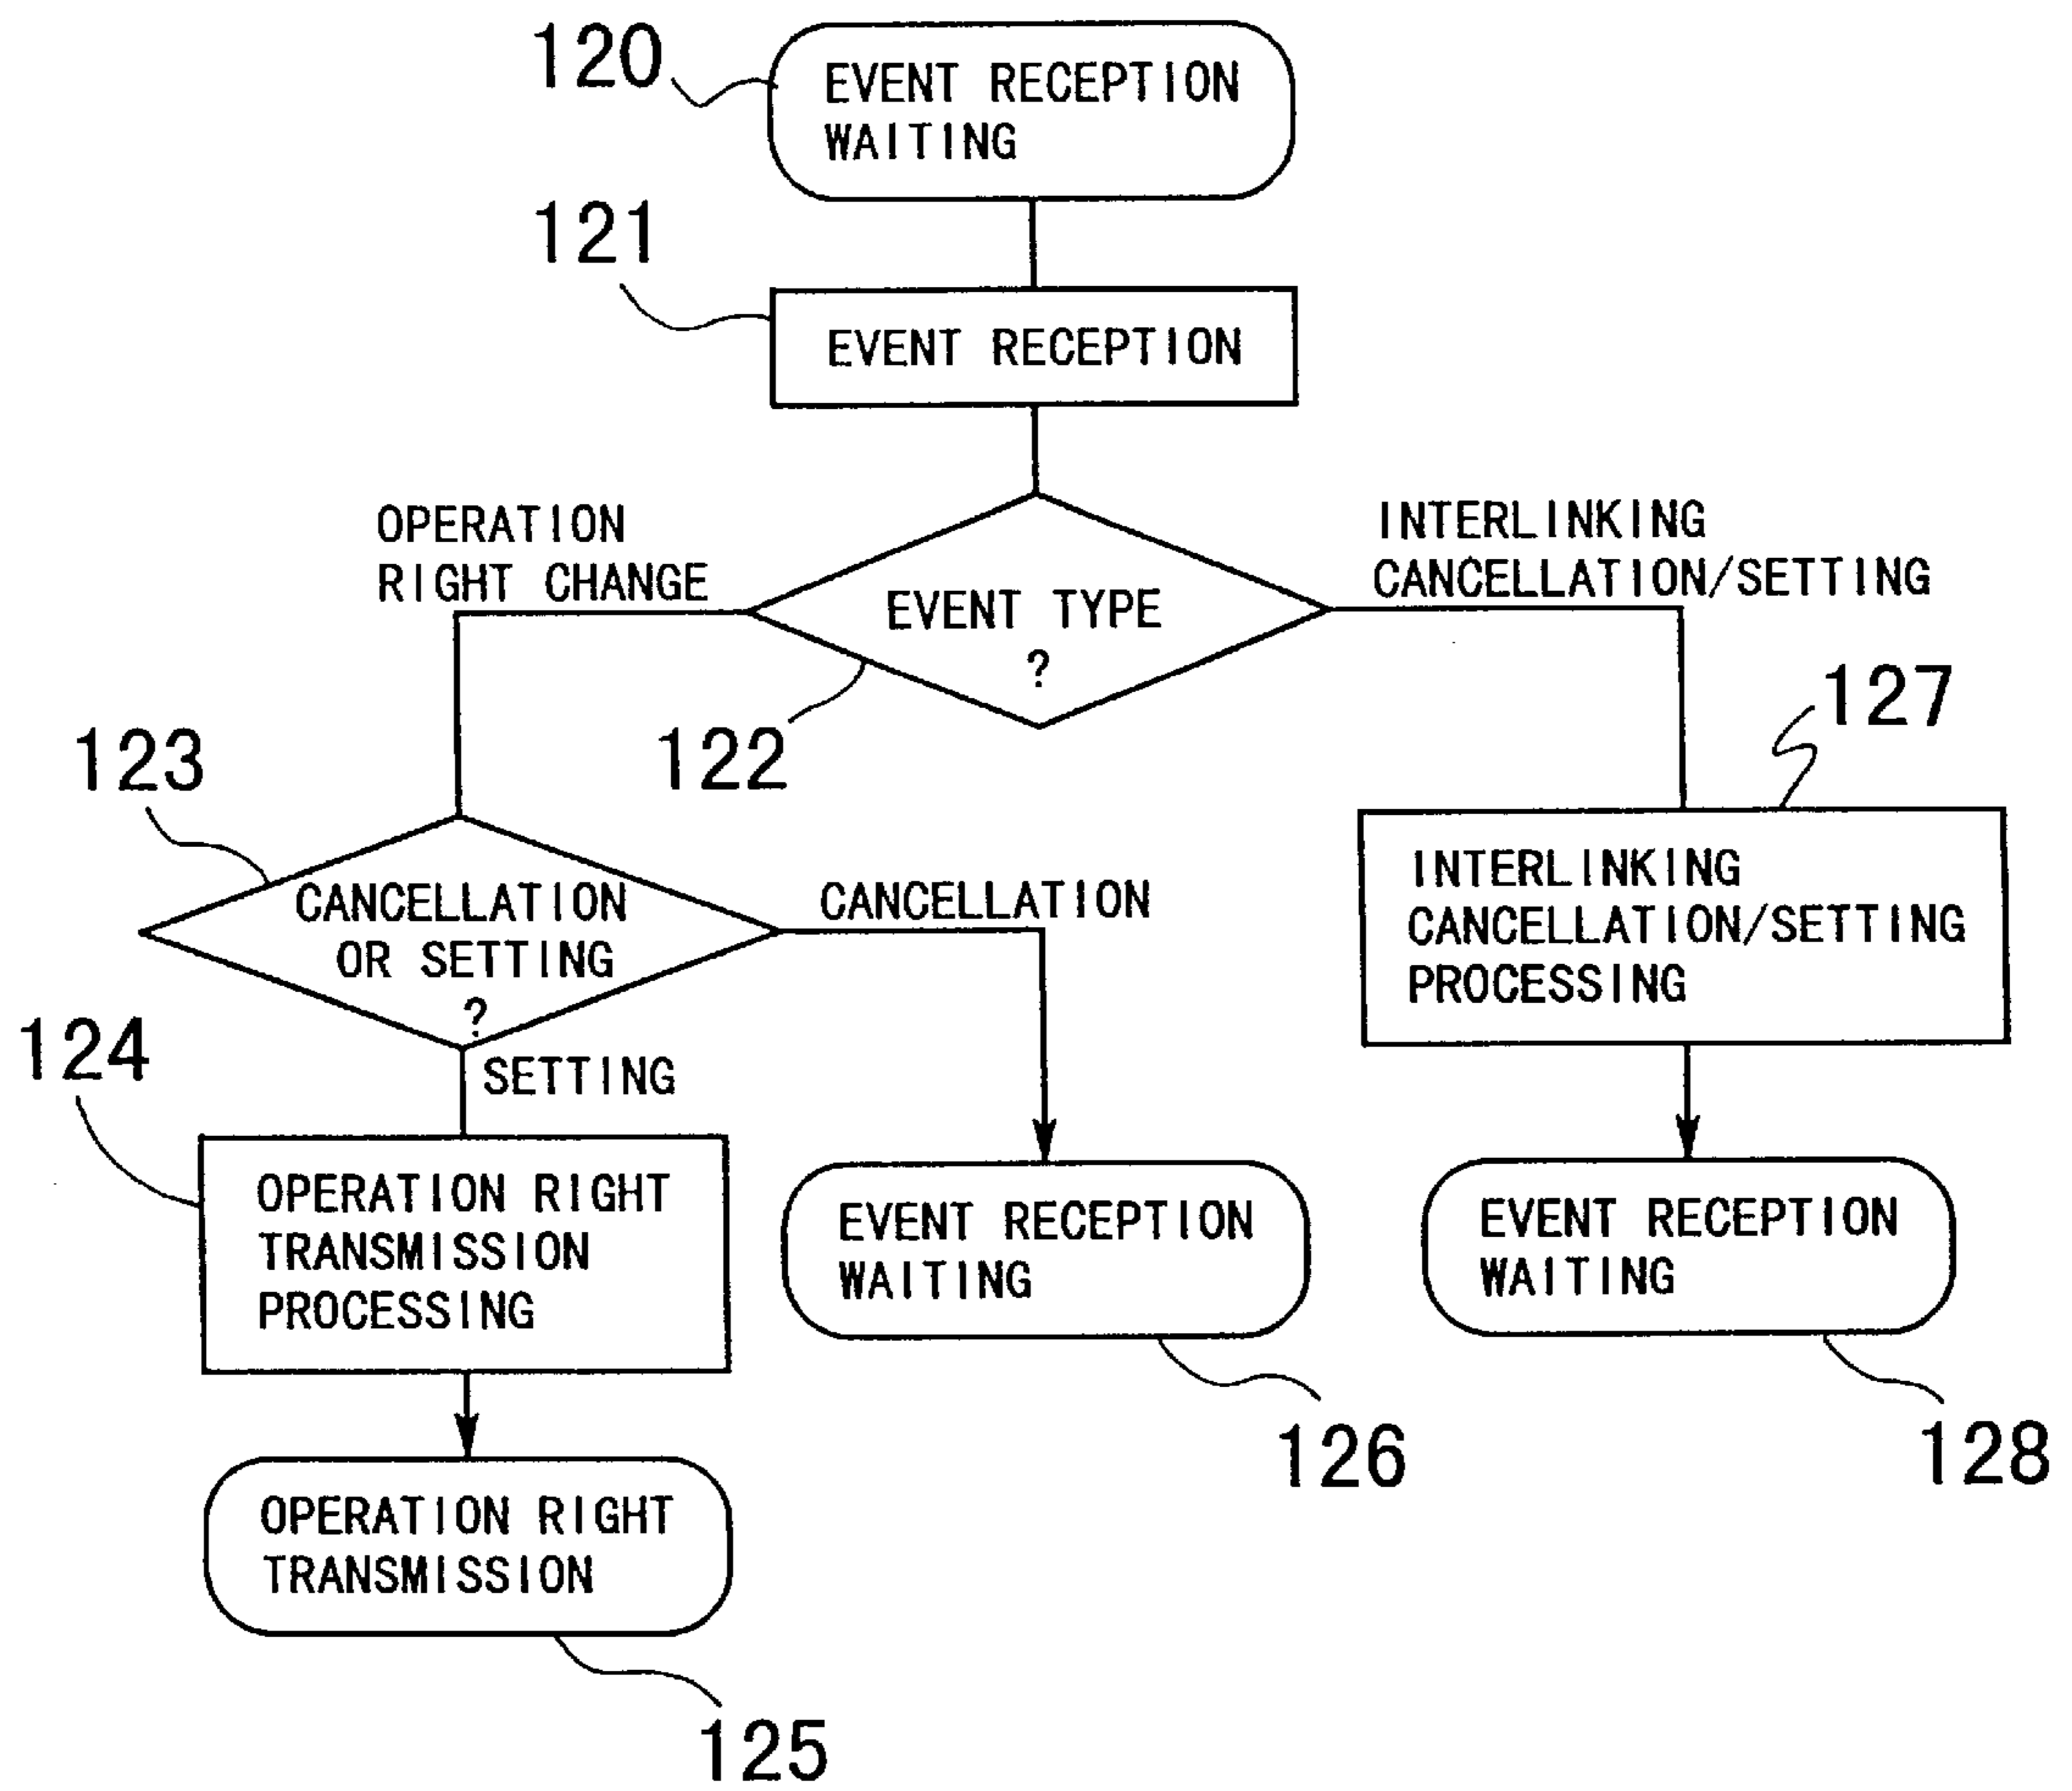 120
EVENT RECEPTION
WAITING
121
EVENT RECEPTION
OPERATION
RIGHT CHANGE
INTERLINKING
CANCELLATION/SETTING
EVENT TYPE
?
122
127
123
CANCELLATION
OR SETTING
?
CANCELLATION
INTERLINKING
CANCELLATION/SETTING
PROCESSING
124
SETTING
OPERATION RIGHT
TRANSMISSION
PROCESSING
EVENT RECEPTION
WAITING
EVENT RECEPTION
WAITING
126
128
OPERATION RIGHT
TRANSMISSION
125